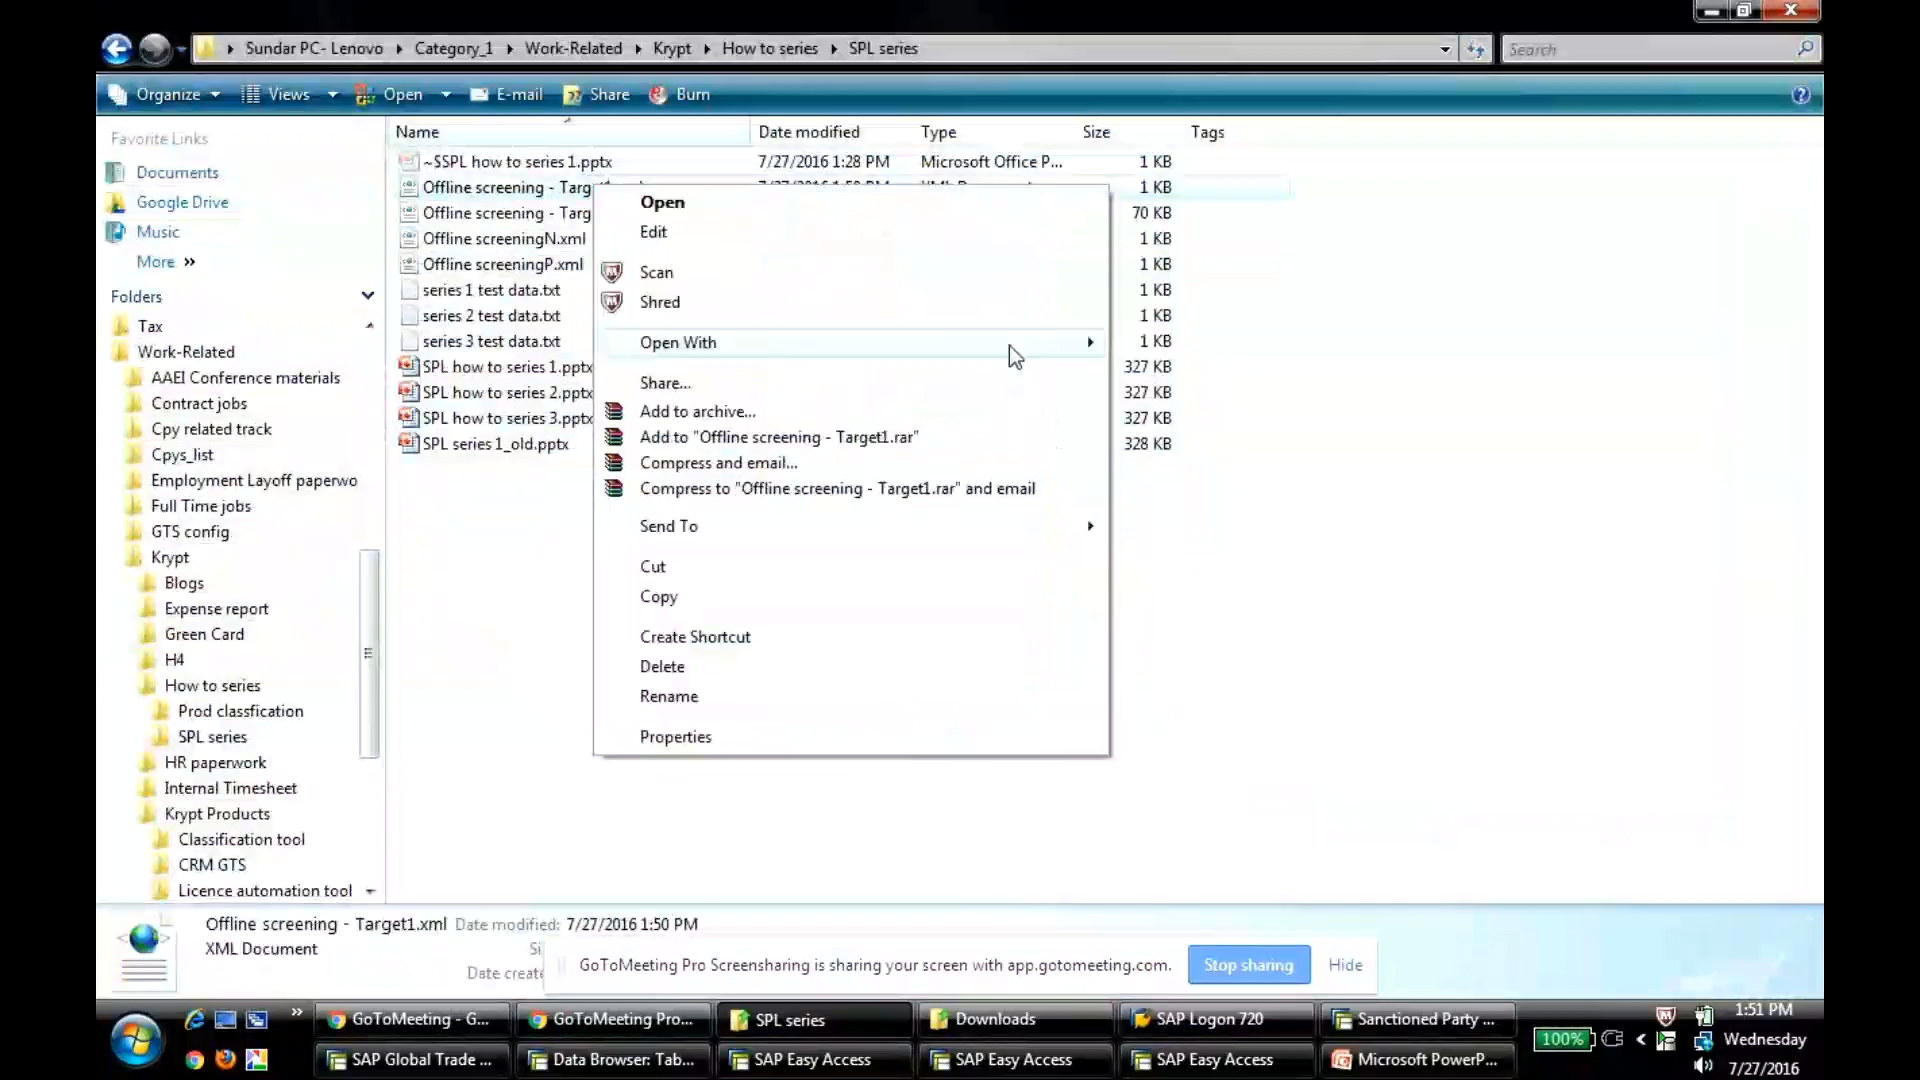 Sundar PC- Lenovo Category_1 Work-Related Krypt How to series SPL series
Search
Organize Views Open E-mail Share Burn
Favorite Links
Documents
Google Drive
Music
More »
Folders
Tax
Work-Related
AAEI Conference materials
Contract jobs
Cpy related track
Cpys_list
Employment Layoff paperwo
Full Time jobs
GTS config
Krypt
Blogs
Expense report
Green Card
H4
How to series
Prod classfication
SPL series
HR paperwork
Internal Timesheet
Krypt Products
Classification tool
CRM GTS
Licence automation tool
Name Date modified Type Size Tags
~$SPL how to series 1.pptx 7/27/2016 1:28 PM Microsoft Office P... 1 KB
Offline screening - Targ 1 KB
Offline screening - Targ 70 KB
Offline screeningN.xml 1 KB
Offline screeningP.xml 1 KB
series 1 test data.txt 1 KB
series 2 test data.txt 1 KB
series 3 test data.txt 1 KB
SPL how to series 1.pptx 327 KB
SPL how to series 2.pptx 327 KB
SPL how to series 3.pptx 327 KB
SPL series 1_old.pptx 328 KB
Open
Edit
Scan
Shred
Open With
Share...
Add to archive...
Add to "Offline screening - Target1.rar"
Compress and email...
Compress to "Offline screening - Target1.rar" and email
Send To
Cut
Copy
Create Shortcut
Delete
Rename
Properties
Offline screening - Target1.xml Date modified: 7/27/2016 1:50 PM
XML Document
Date create
GoToMeeting Pro Screensharing is sharing your screen with app.gotomeeting.com. Stop sharing Hide
GoToMeeting - G... GoToMeeting Pro... SPL series Downloads SAP Logon 720 Sanctioned Party ...
SAP Global Trade ... Data Browser: Tab... SAP Easy Access SAP Easy Access SAP Easy Access Microsoft PowerP...
100%
1:51 PM
Wednesday
7/27/2016